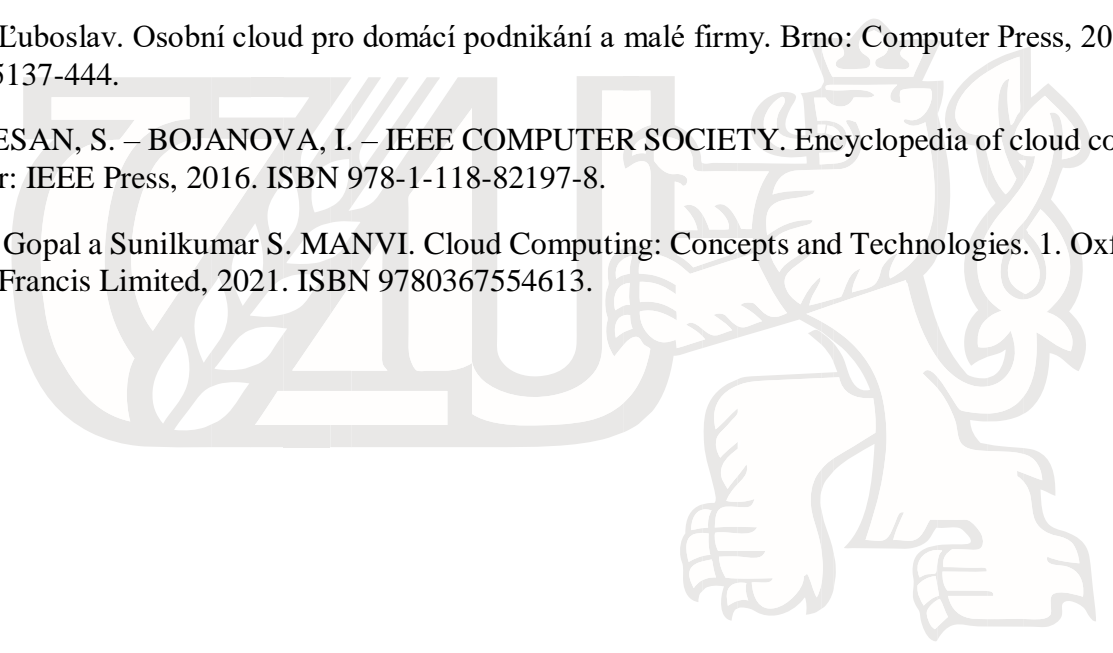 Ľuboslav. Osobní cloud pro domácí podnikání a malé firmy. Brno: Computer Press, 20
5137-444.
ESAN, S. – BOJANOVA, I. – IEEE COMPUTER SOCIETY. Encyclopedia of cloud co
r: IEEE Press, 2016. ISBN 978-1-118-82197-8.
Gopal a Sunilkumar S. MANVI. Cloud Computing: Concepts and Technologies. 1. Oxf
Francis Limited, 2021. ISBN 9780367554613.